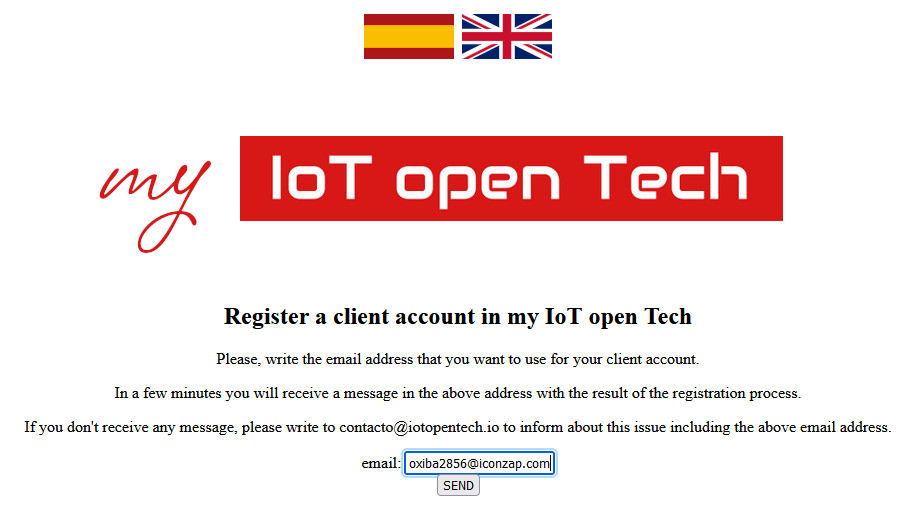 my IoT open Tech
Register a client account in my IoT open Tech
Please, write the email address that you want to use for your client account.
In a few minutes you will receive a message in the above address with the result of the registration process.
If you don't receive any message, please write to contacto@iotopentech.io to inform about this issue including the above email address.
email: oxiba2856@iconzap.com
SEND